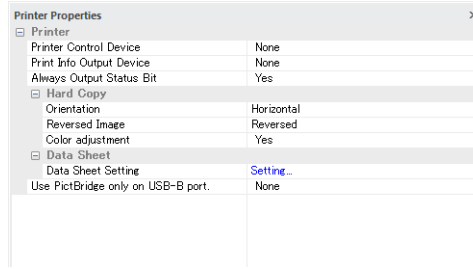 Printer Properties
Printer
Printer Control Device None
Print Info Output Device None
Always Output Status Bit Yes
Hard Copy
Orientation Horizontal
Reversed Image Reversed
Color adjustment Yes
Data Sheet
Data Sheet Setting Setting...
Use PictBridge only on USB-B port. None